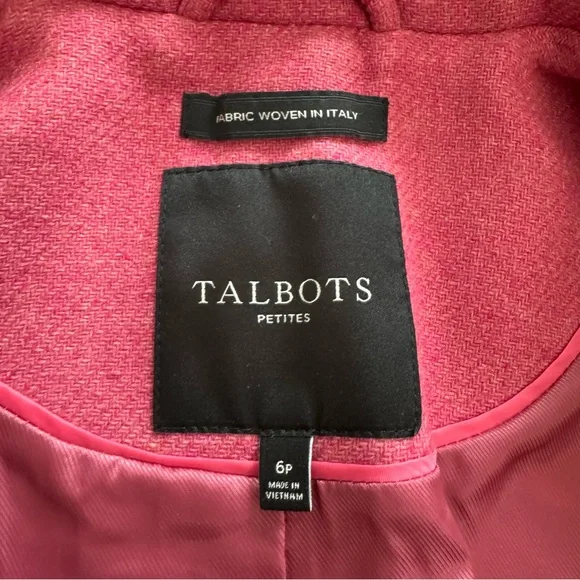 FABRIC WOVEN IN ITALY
TALBOTS
PETITES
6P
MADE IN
VIETNAM